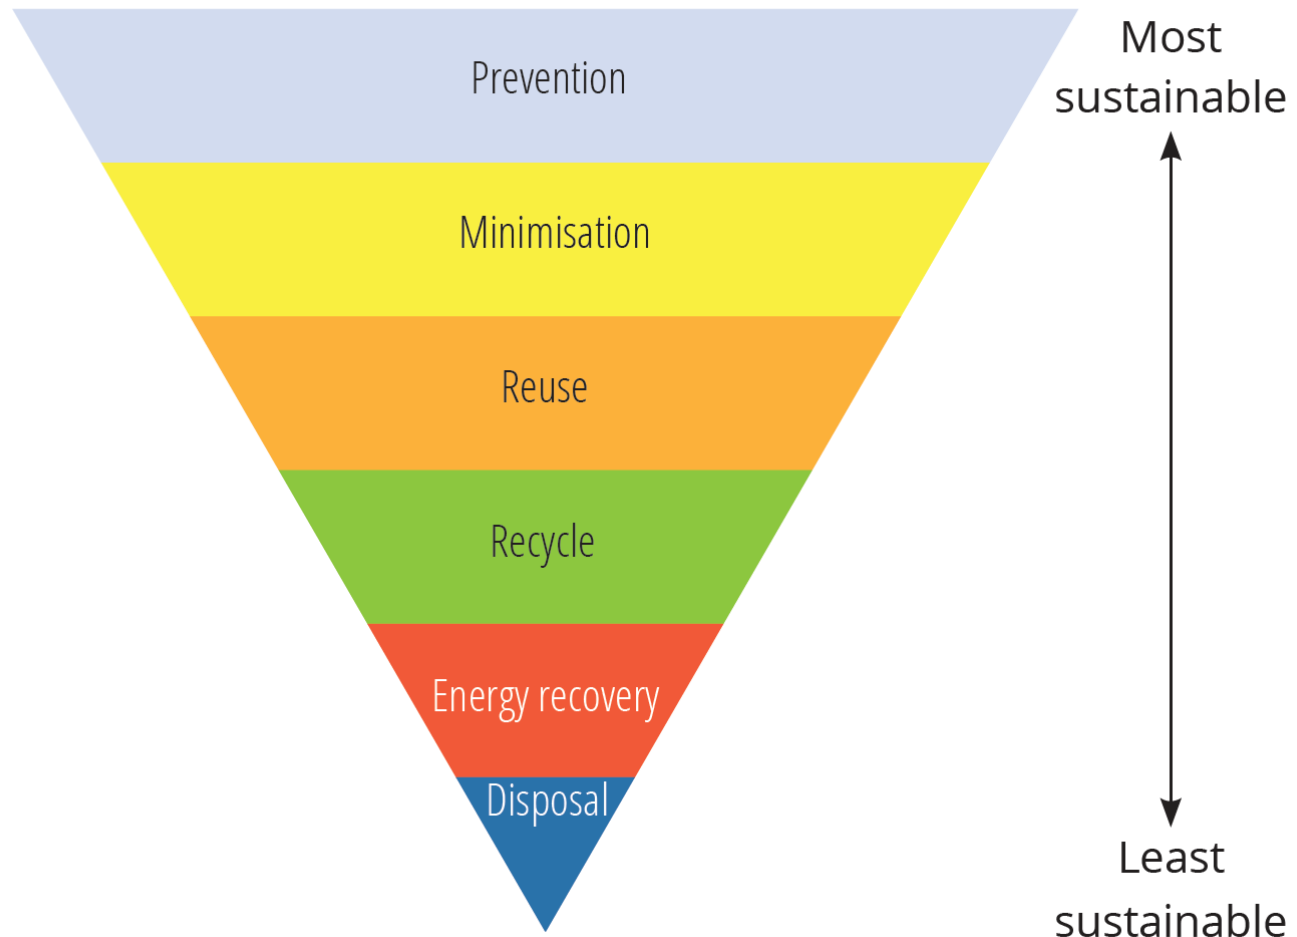 Most
sustainable
Prevention
Minimisation
Reuse
Recycle
Energy recovery
Disposal
Least
sustainable